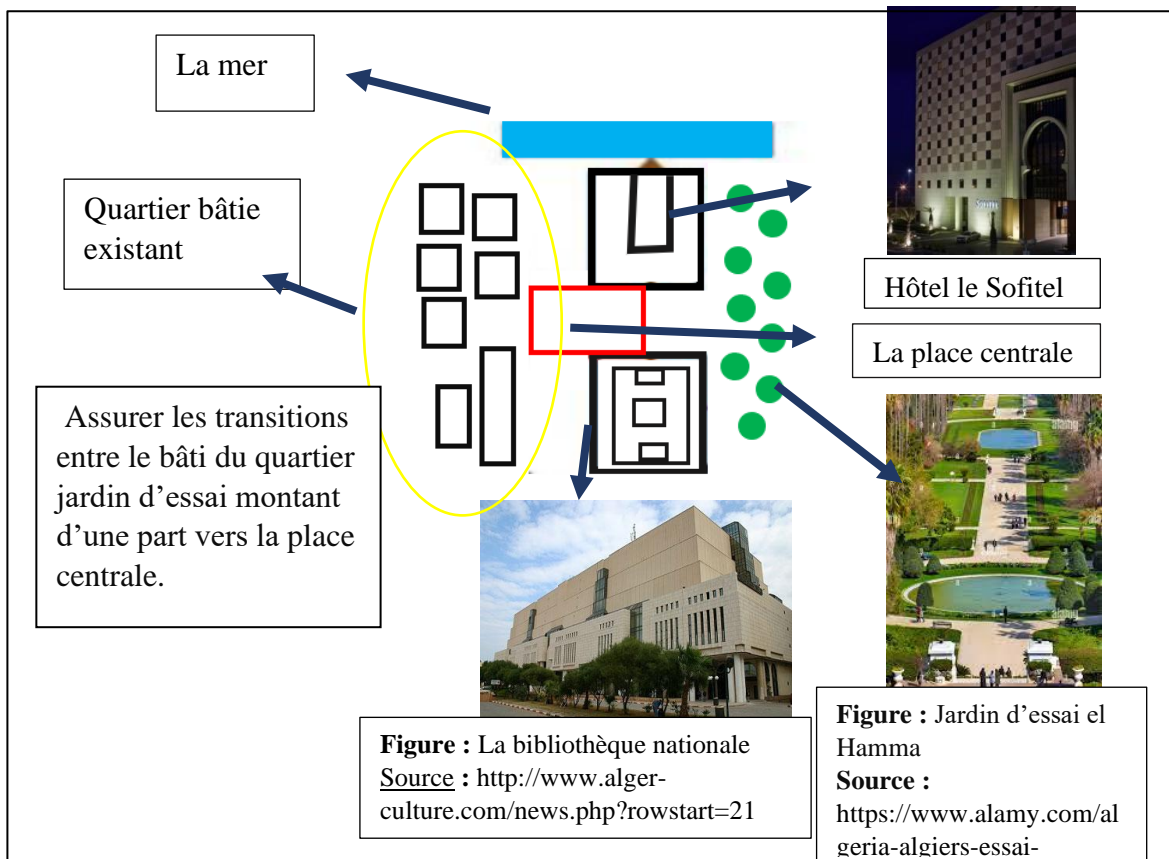 La mer
Quartier bâtie
existant
Assurer les transitions
entre le bâti du quartier
jardin d’essai montant
d’une part vers la place
centrale.
Hôtel le Sofitel
La place centrale
alamy
alamy
Figure : La bibliothèque nationale
Source : http://www.alger-
culture.com/news.php?rowstart=21
Figure : Jardin d’essai el
Hamma
Source :
https://www.alamy.com/al
geria-algiers-essai-